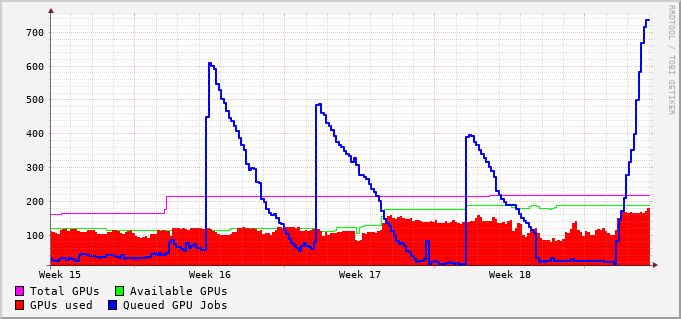 700
600
500
400
300
200
100
Week 15 Week 16 Week 17 Week 18
Total GPUs Available GPUs
GPUs used Queued GPU Jobs
RRDTOOL / TOBI OETIKER